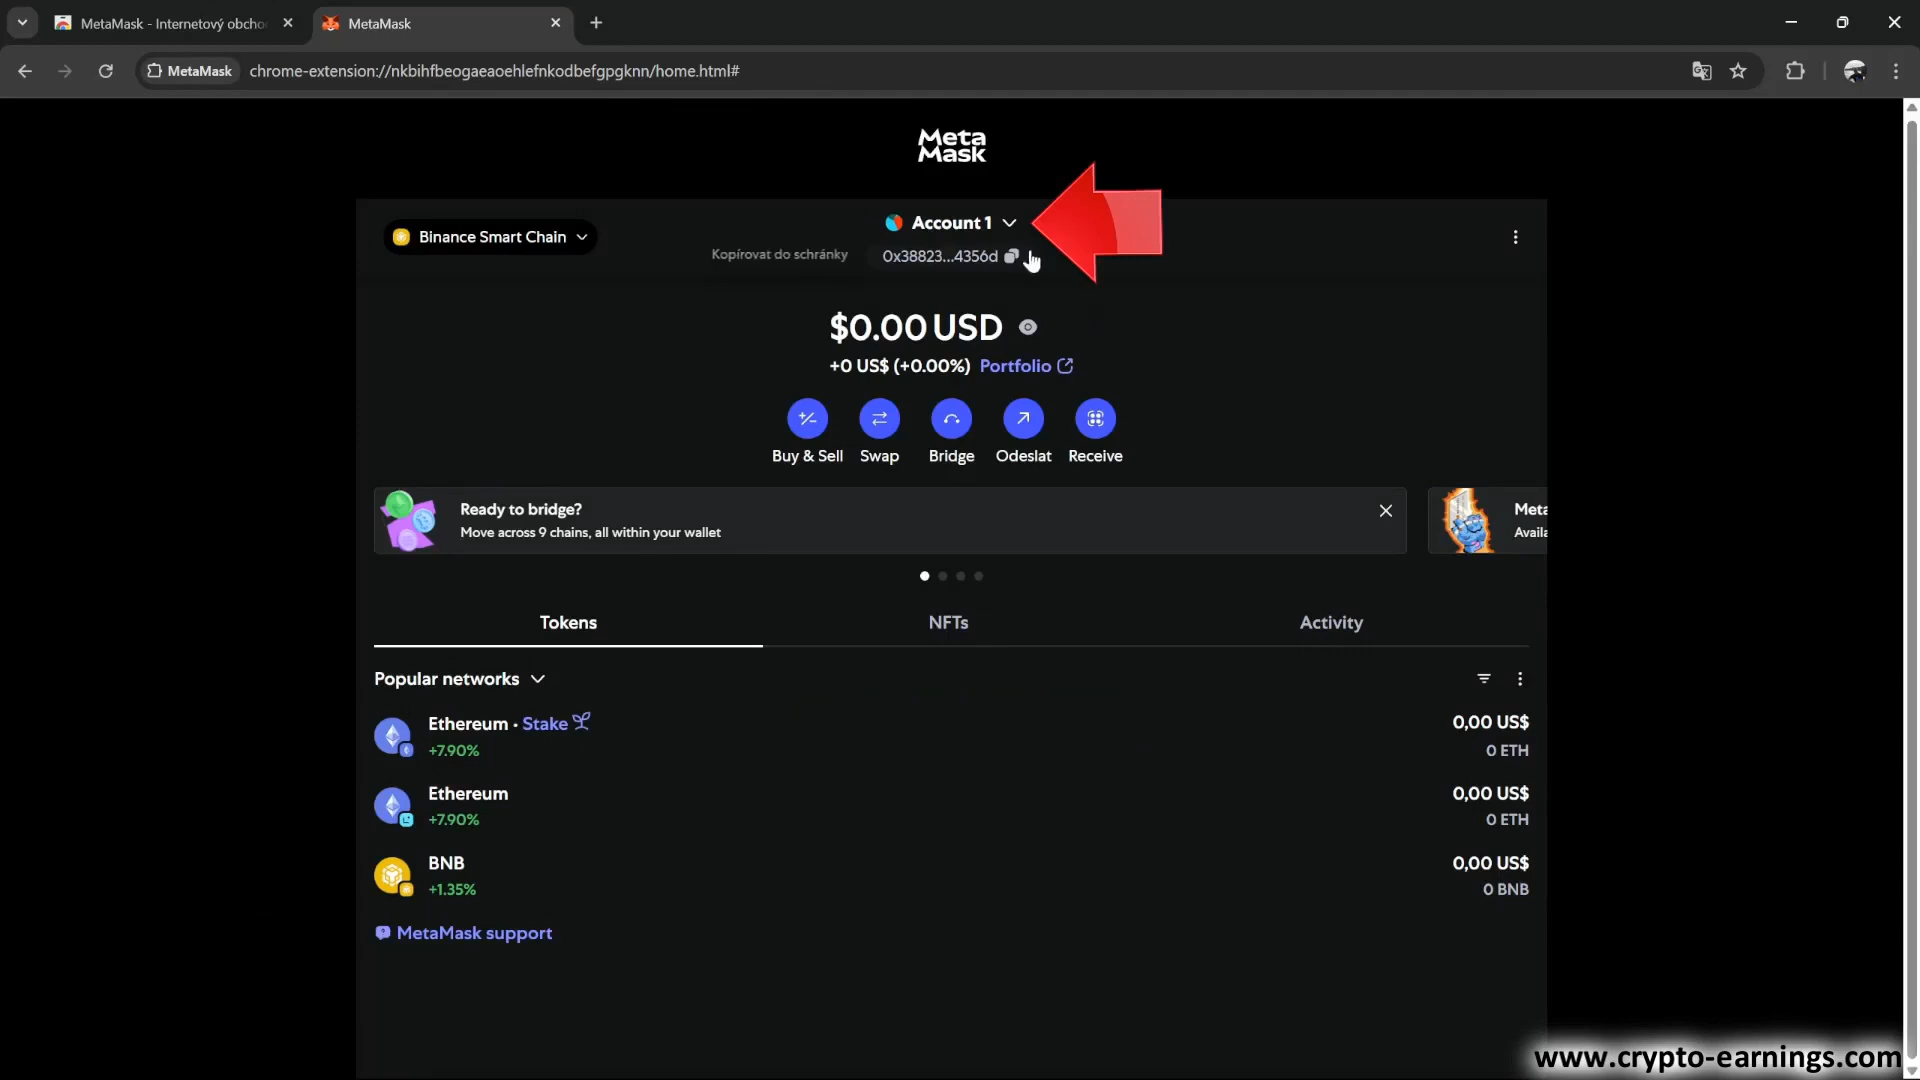 MetaMask - Internetový obcho
MetaMask
MetaMask
chrome-extension://nkbihfbeogaeaoehlefnkodbefgpgknn/home.html#
Meta
Mask
Binance Smart Chain
Account 1
Kopírovat do schránky
0x38823...4356d
$0.00 USD
+0 US$ (+0.00%) Portfolio
Buy & Sell
Swap
Bridge
Odeslat
Receive
Ready to bridge?
Move across 9 chains, all within your wallet
Meta
Availa
Tokens
NFTs
Activity
Popular networks
Ethereum • Stake
0,00 US$
+7.90%
0 ETH
Ethereum
0,00 US$
+7.90%
0 ETH
BNB
0,00 US$
+1.35%
0 BNB
MetaMask support
www.crypto-earnings.com